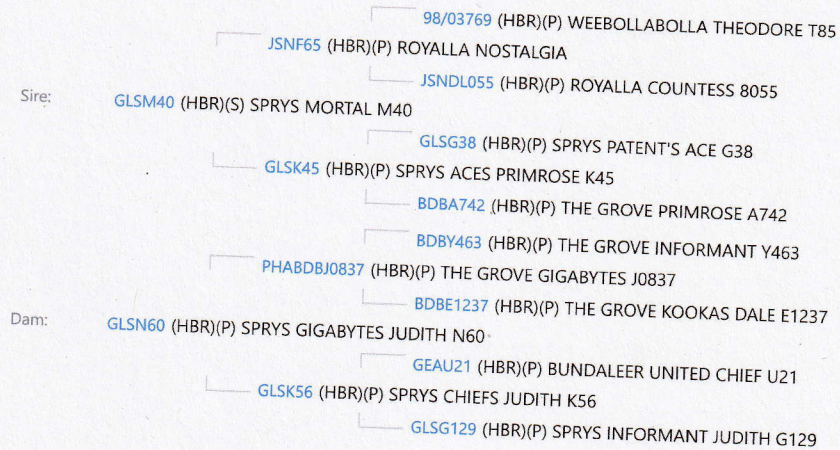 98/03769 (HBR)(P) WEEBOLLABOLLA THEODORE T85
JSNF65 (HBR)(P) ROYALLA NOSTALGIA
JSNDL055 (HBR)(P) ROYALLA COUNTESS 8055
Sire: GLSM40 (HBR)(S) SPRYS MORTAL M40
GLSG38 (HBR)(P) SPRYS PATENT'S ACE G38
GLSK45 (HBR)(P) SPRYS ACES PRIMROSE K45
BDBA742 (HBR)(P) THE GROVE PRIMROSE A742
BDBY463 (HBR)(P) THE GROVE INFORMANT Y463
PHABDBJ0837 (HBR)(P) THE GROVE GIGABYTES J0837
BDBE1237 (HBR)(P) THE GROVE KOOKAS DALE E1237
Dam: GLSN60 (HBR)(P) SPRYS GIGABYTES JUDITH N60
GEAU21 (HBR)(P) BUNDALEER UNITED CHIEF U21
GLSK56 (HBR)(P) SPRYS CHIEFS JUDITH K56
GLSG129 (HBR)(P) SPRYS INFORMANT JUDITH G129